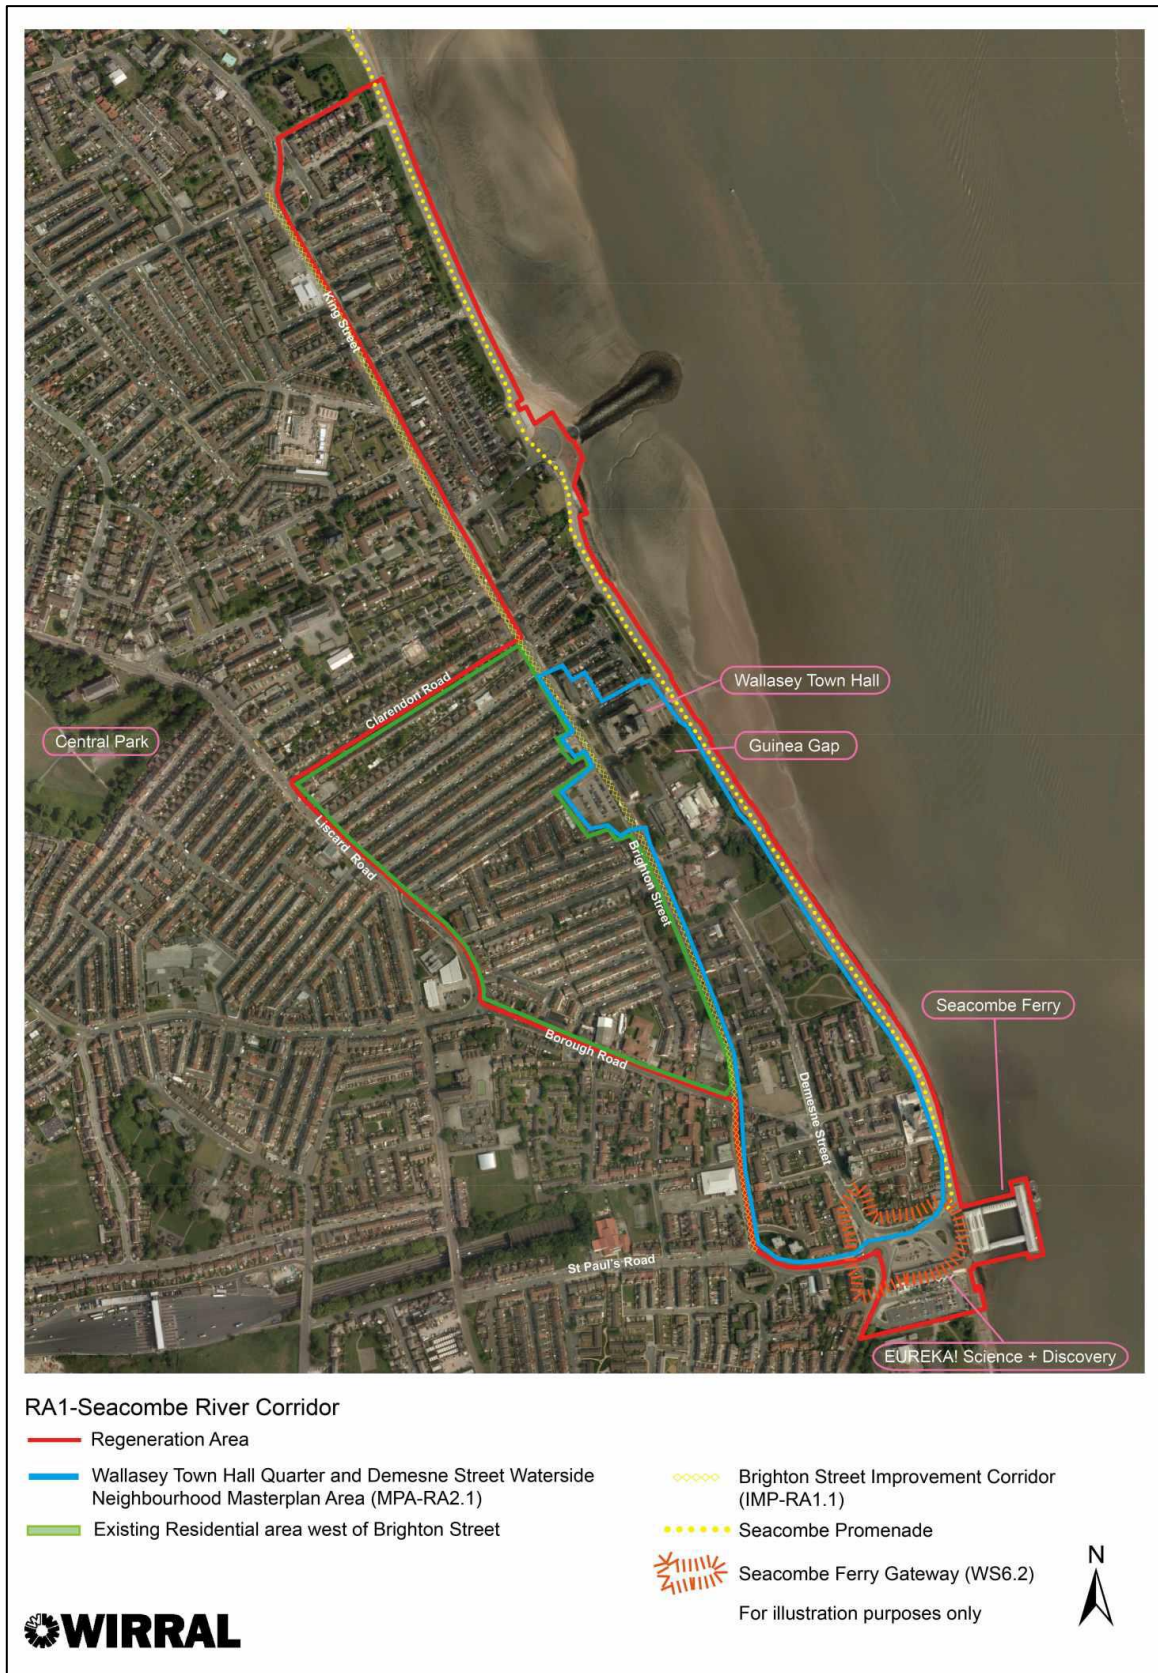 King Street
Wallasey Town Hall
Clarendon Road
Central Park
Guinea Gap
Liscard Road
Brighton Street
Seacombe Ferry
Borough Road
Demesne Street
St Paul's Road
EUREKA! Science + Discovery
RA1-Seacombe River Corridor
Regeneration Area
Wallasey Town Hall Quarter and Demesne Street Waterside
Neighbourhood Masterplan Area (MPA-RA2.1)
Existing Residential area west of Brighton Street
Brighton Street Improvement Corridor
(IMP-RA1.1)
Seacombe Promenade
Seacombe Ferry Gateway (WS6.2)
For illustration purposes only
N
WIRRAL